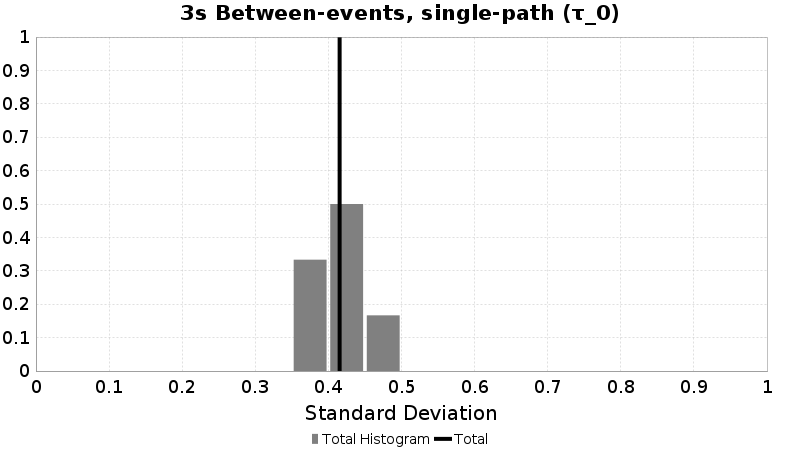 3s Between-events, single-path (τ_0)
1
0.9
0.8
0.7
0.6
0.5
0.4
0.3
0.2
0.1
0
0 0.1 0.2 0.3 0.4 0.5 0.6 0.7 0.8 0.9 1
Standard Deviation
Total Histogram Total